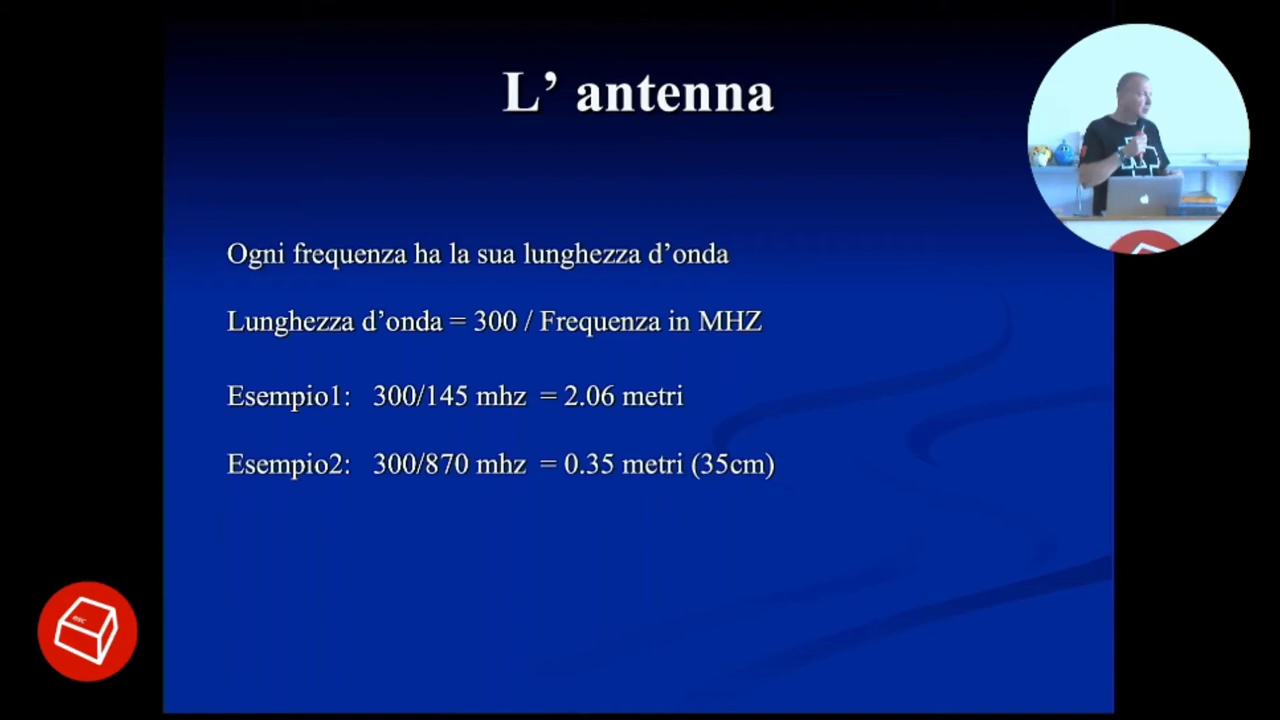 L’ antenna
Ogni frequenza ha la sua lunghezza d’onda
Lunghezza d’onda = 300 / Frequenza in MHZ
Esempio1: 300/145 mhz = 2.06 metri
Esempio2: 300/870 mhz = 0.35 metri (35cm)
esc